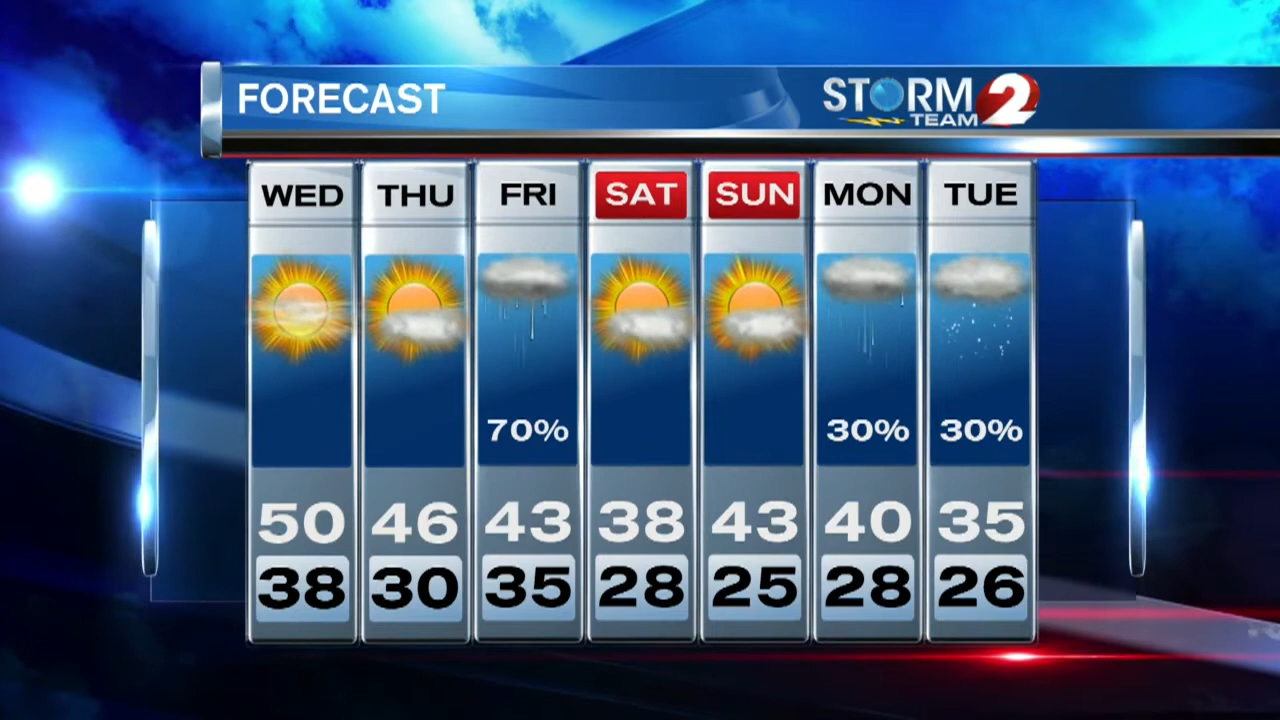 FORECAST
STORM
TEAM 2
WED THU FRI SAT SUN MON TUE
70% 30% 30%
50 46 43 38 43 40 35
38 30 35 28 25 28 26